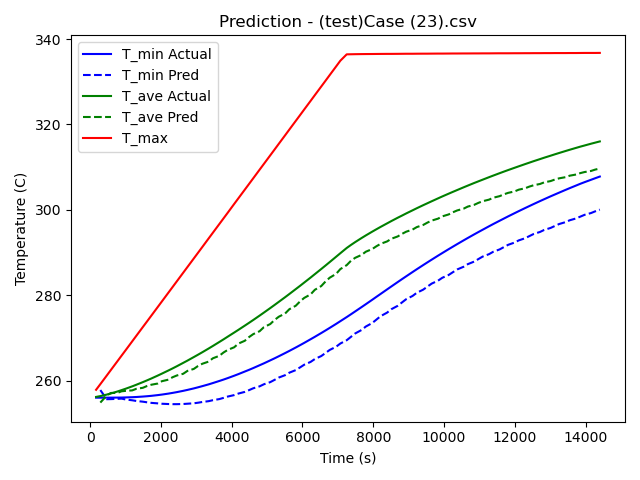 Prediction - (test)Case (23).csv
T_min Actual
T_min Pred
T_ave Actual
T_ave Pred
T_max
Temperature (C)
340
320
300
280
260
0 2000 4000 6000 8000 10000 12000 14000
Time (s)